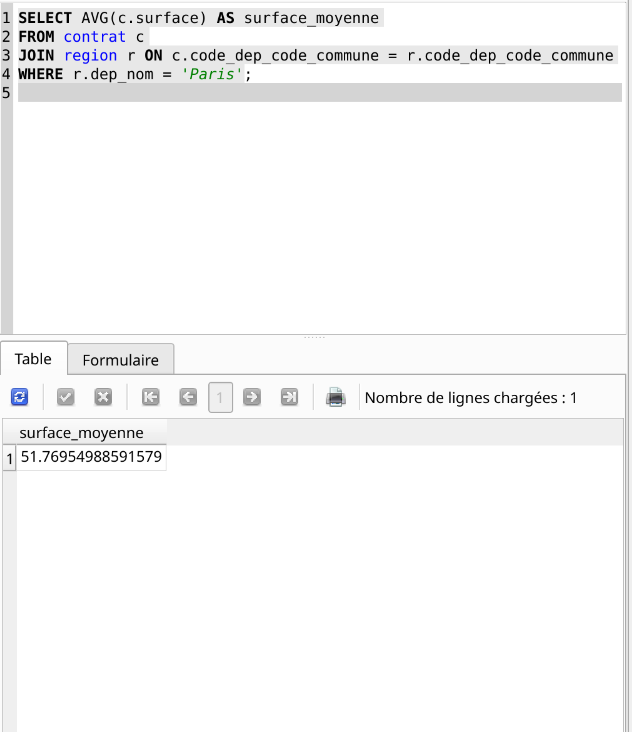 1 SELECT AVG(c.surface) AS surface_moyenne
2 FROM contrat c
3 JOIN region r ON c.code_dep_code_commune = r.code_dep_code_commune
4 WHERE r.dep_nom = 'Paris';
5
Table Formulaire
1 Nombre de lignes chargées : 1
surface_moyenne
1 51.76954988591579